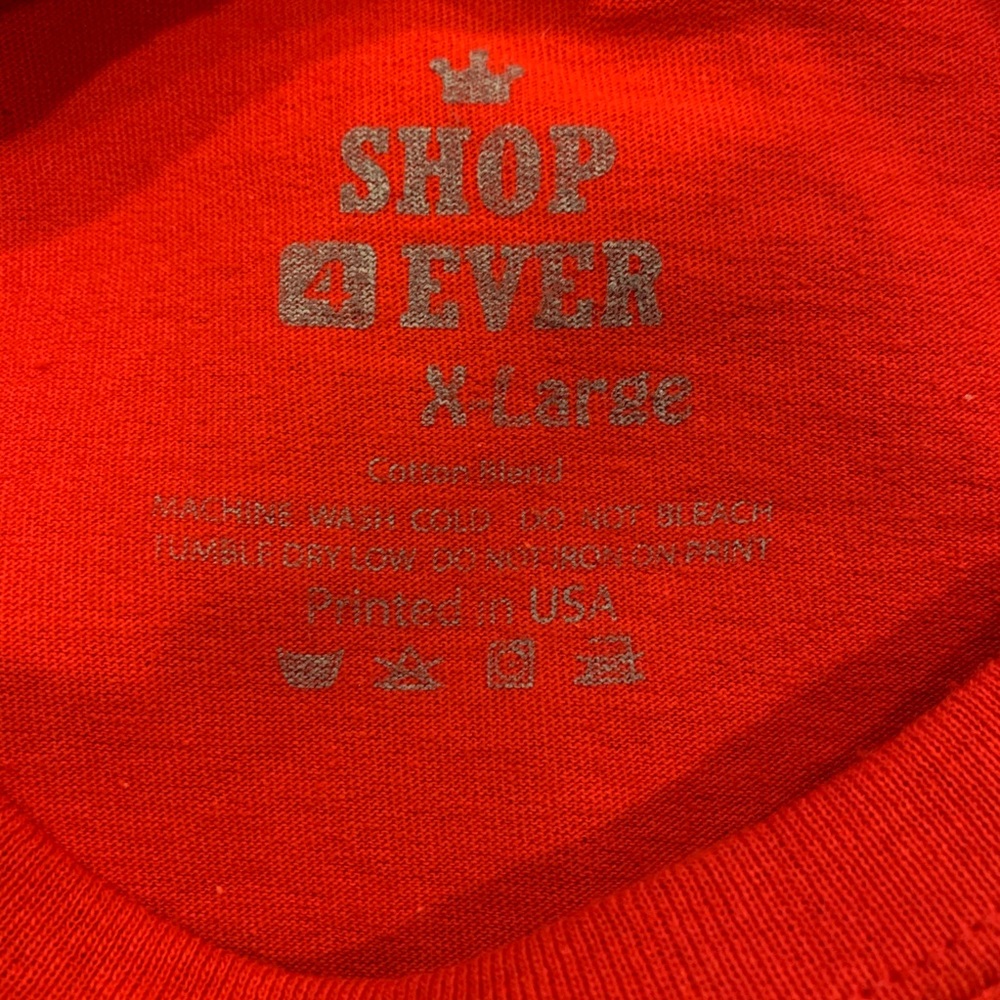 SHOP
4 EVER
X-Large
Cotton Blend
MACHINE WASH COLD DO NOT BLEACH
TUMBLE DRY LOW DO NOT IRON ON PRINT
Printed in USA